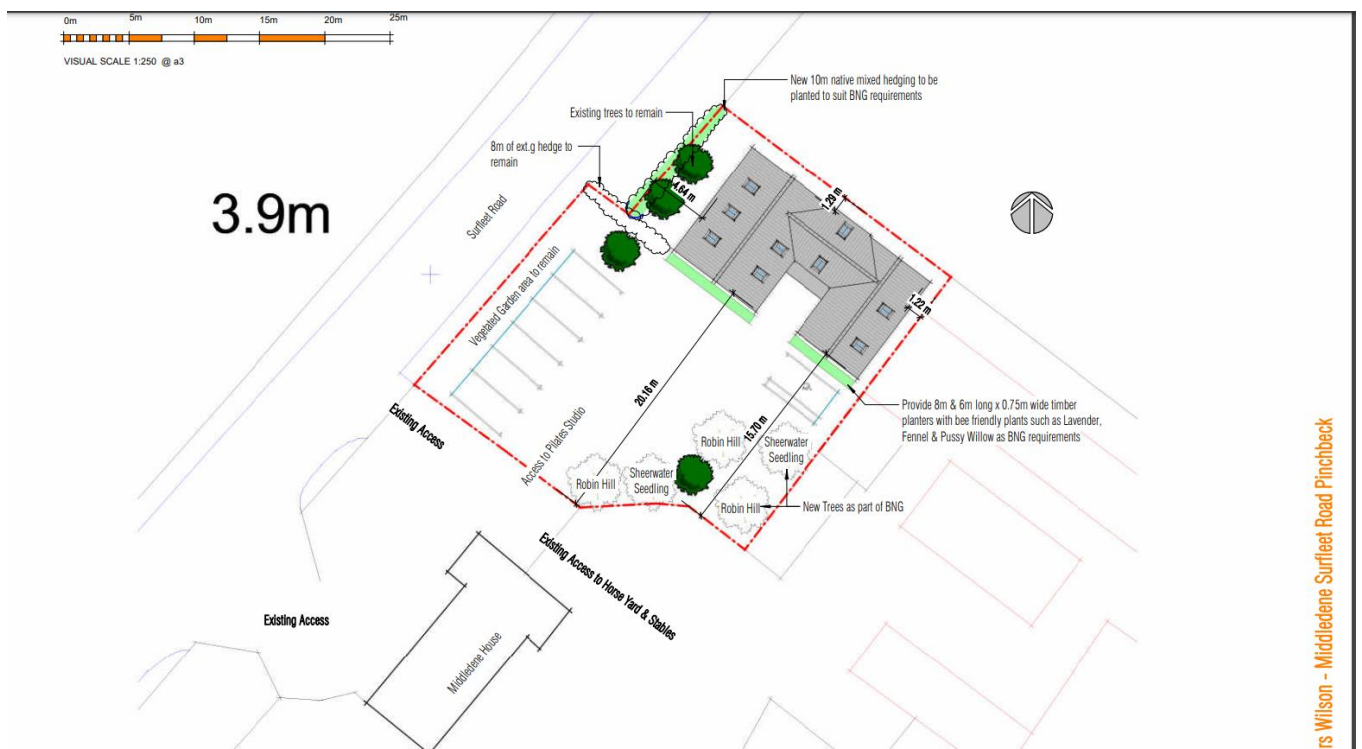 0m 5m 10m 15m 20m 25m
VISUAL SCALE 1:250 @ a3
3.9m
New 10m native mixed hedging to be
planted to suit BNG requirements
Existing trees to remain
8m of ext.g hedge to
remain
Surfleet Road
4.64 m
1.29 m
1.22 m
Vegetated Garden area to remain
20.16 m
15.70 m
Existing Access
Access to Pilates Studio
Provide 8m & 6m long x 0.75m wide timber
planters with bee friendly plants such as Lavender,
Fennel & Pussy Willow as BNG requirements
Robin Hill
Sheerwater
Seedling
Robin Hill
Sheerwater
Seedling
Robin Hill
New Trees as part of BNG
Existing Access to Horse Yard & Stables
Existing Access
Middledene House
rs Wilson - Middledene Surfleet Road Pinchbeck